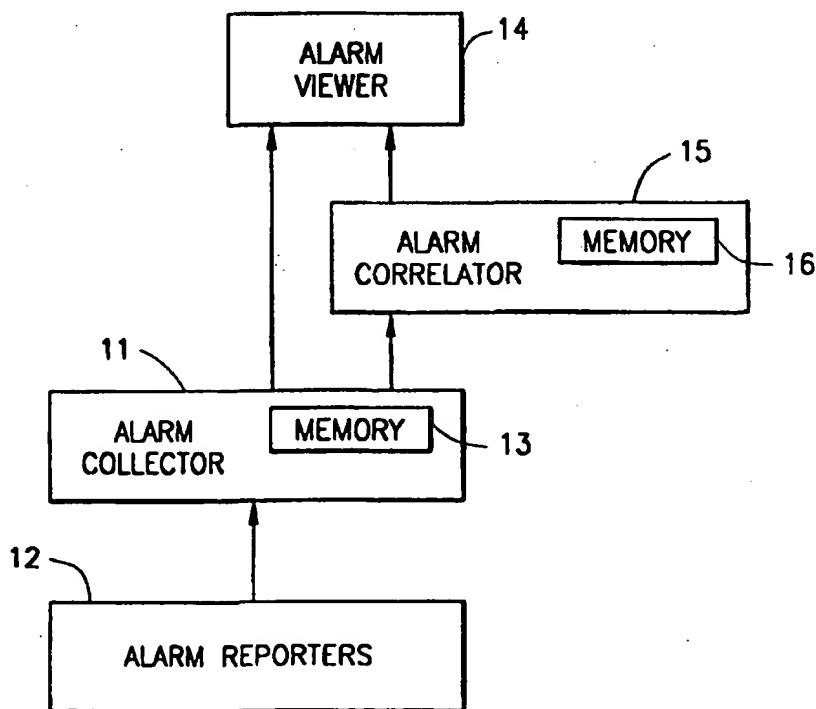 ALARM
VIEWER
14
15
ALARM
CORRELATOR
MEMORY
16
11
ALARM
COLLECTOR
MEMORY
13
12
ALARM REPORTERS